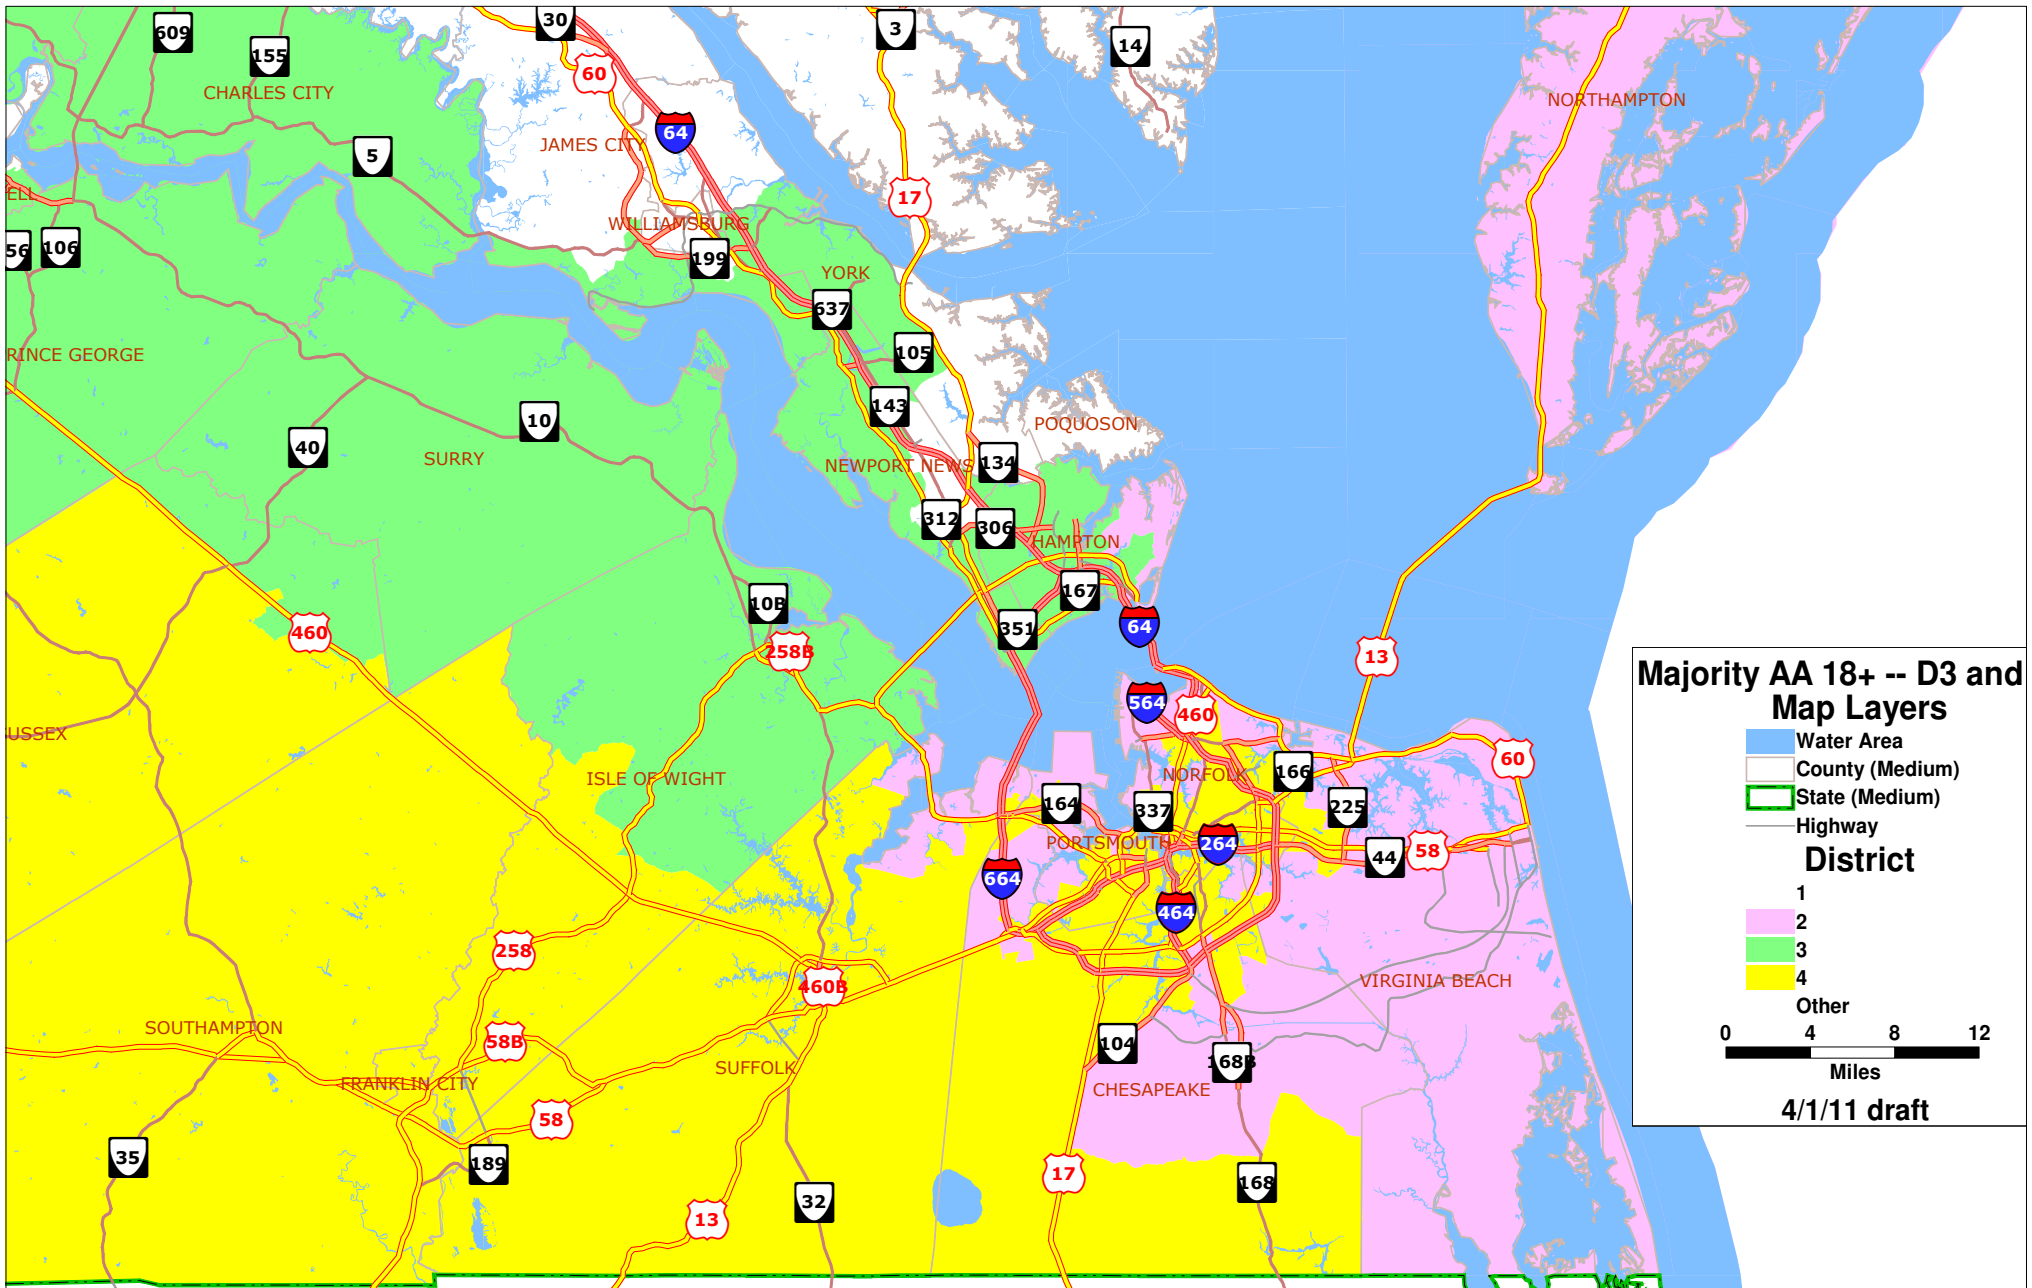 30
3
14
609
155
60
CHARLES CITY
NORTHAMPTON
64
JAMES CITY
5
ELL
17
WILLIAMSBURG
56
106
199
YORK
637
RINCE GEORGE
105
143
10
POQUOSON
40
SURRY
NEWPORT NEWS
134
312
306
HAMPTON
167
10B
460
351
64
258B
13
Majority AA 18+ -- D3 and
Map Layers
Water Area
County (Medium)
State (Medium)
Highway
District
1
2
3
4
Other
0 4 8 12
Miles
4/1/11 draft
564
460
USSEX
60
ISLE OF WIGHT
NORFOLK
166
164
337
225
PORTSMOUTH
264
44
58
664
464
258
460B
VIRGINIA BEACH
SOUTHAMPTON
58B
104
168B
SUFFOLK
FRANKLIN CITY
CHESAPEAKE
58
35
189
17
168
32
13